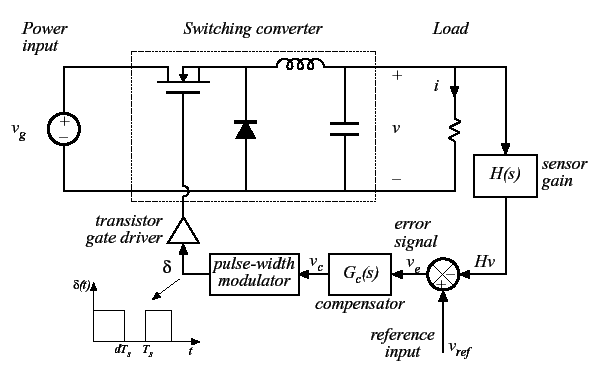 Power
input
Switching converter
Load
+
i
v_g
+
–
v
–
H(s)
sensor
gain
transistor
gate driver
error
signal
δ
pulse-width
modulator
v_c
G_c(s)
v_e
Hv
compensator
δ(t)
dT_s T_s t
reference
input
v_ref